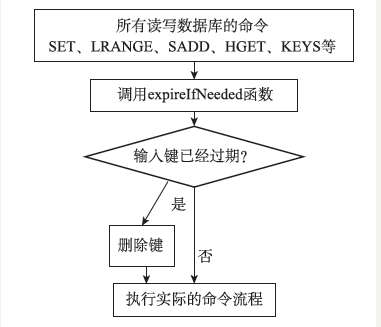 所有读写数据库的命令
SET、LRANGE、SADD、HGET、KEYS等
调用expireIfNeeded函数
输入键已经过期?
是
删除键
否
执行实际的命令流程